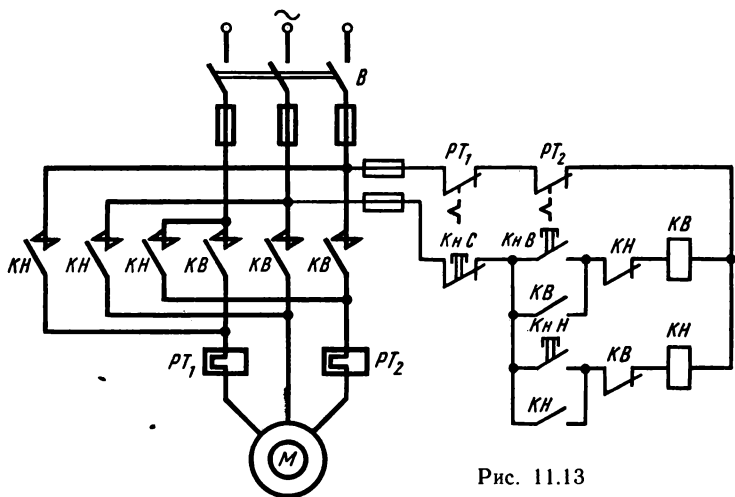 ~
В
РТ₁ РТ₂
Кн С Кн В КН КВ
КН КН КН КВ КВ КВ
КВ
Кн Н КВ КН
РТ₁ РТ₂
КН
М
Рис. 11.13